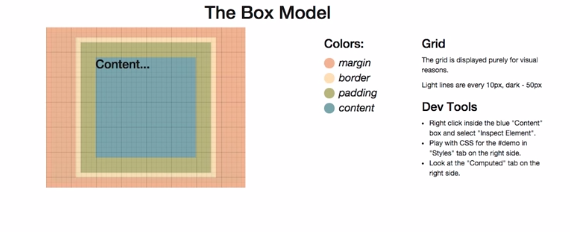 The Box Model
Content...
Colors:
margin
border
padding
content
Grid
The grid is displayed purely for visual
reasons.
Light lines are every 10px, dark - 50px
Dev Tools
• Right click inside the blue "Content"
box and select "Inspect Element".
• Play with CSS for the #demo in
"Styles" tab on the right side.
• Look at the "Computed" tab on the
right side.